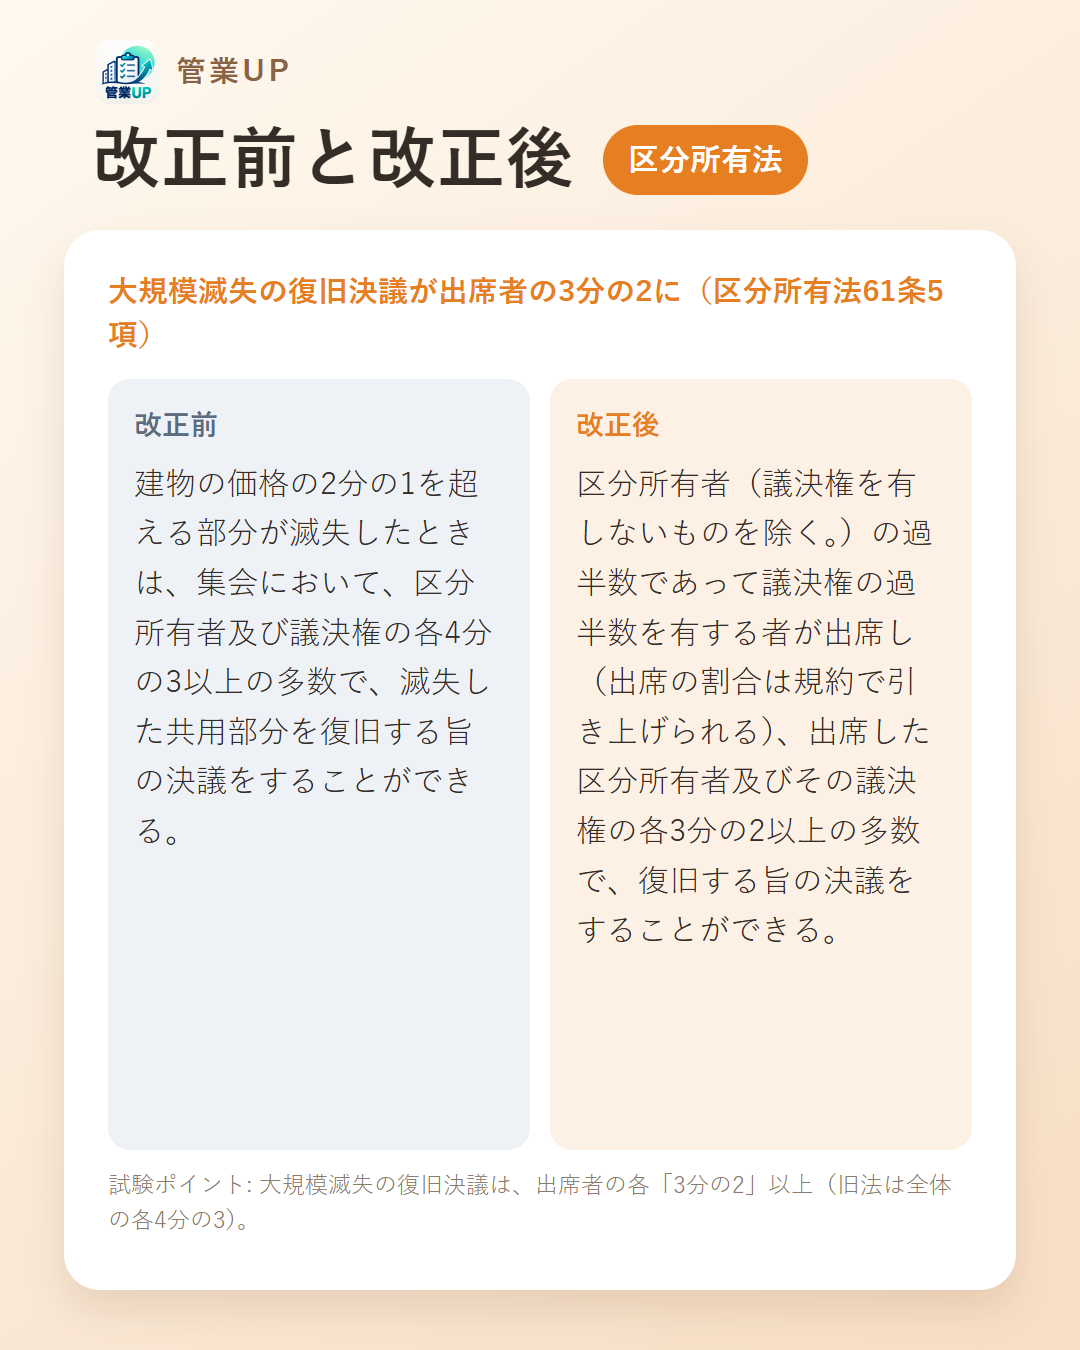 管業UP
管業UP
改正前と改正後
区分所有法
大規模滅失の復旧決議が出席者の3分の2に（区分所有法61条5
項）
改正前
建物の価格の2分の1を超
える部分が滅失したとき
は、集会において、区分
所有者及び議決権の各4分
の3以上の多数で、滅失し
た共用部分を復旧する旨
の決議をすることができ
る。
改正後
区分所有者（議決権を有
しないものを除く。）の過
半数であって議決権の過
半数を有する者が出席し
（出席の割合は規約で引
き上げられる）、出席した
区分所有者及びその議決
権の各3分の2以上の多数
で、復旧する旨の決議を
することができる。
試験ポイント: 大規模滅失の復旧決議は、出席者の各「3分の2」以上（旧法は全体
の各4分の3）。